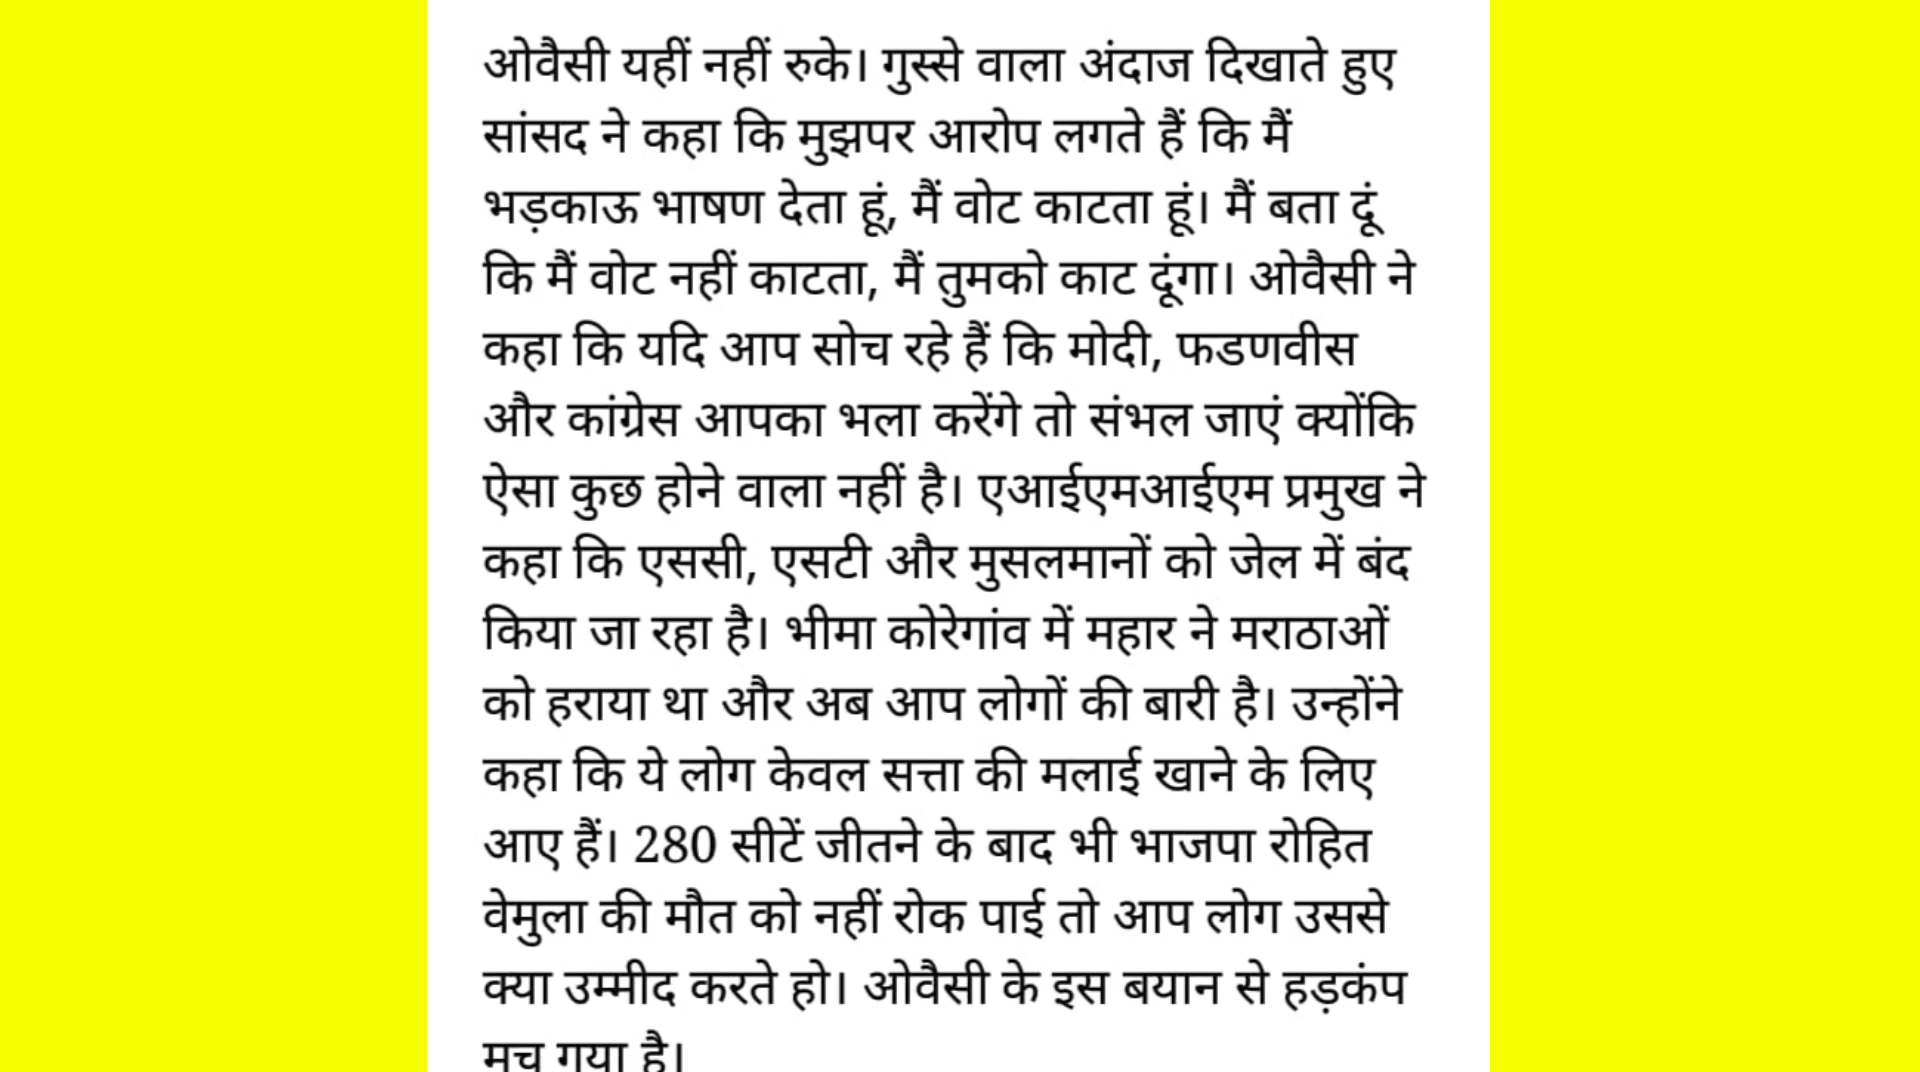 ओवैसी यहीं नहीं रुके। गुस्से वाला अंदाज दिखाते हुए
सांसद ने कहा कि मुझपर आरोप लगते हैं कि मैं
भड़काऊ भाषण देता हूं, मैं वोट काटता हूं। मैं बता दूं
कि मैं वोट नहीं काटता, मैं तुमको काट दूंगा। ओवैसी ने
कहा कि यदि आप सोच रहे हैं कि मोदी, फडणवीस
और कांग्रेस आपका भला करेंगे तो संभल जाएं क्योंकि
ऐसा कुछ होने वाला नहीं है। एआईएमआईएम प्रमुख ने
कहा कि एससी, एसटी और मुसलमानों को जेल में बंद
किया जा रहा है। भीमा कोरेगांव में महार ने मराठाओं
को हराया था और अब आप लोगों की बारी है। उन्होंने
कहा कि ये लोग केवल सत्ता की मलाई खाने के लिए
आए हैं। 280 सीटें जीतने के बाद भी भाजपा रोहित
वेमुला की मौत को नहीं रोक पाई तो आप लोग उससे
क्या उम्मीद करते हो। ओवैसी के इस बयान से हड़कंप
मच गया है।